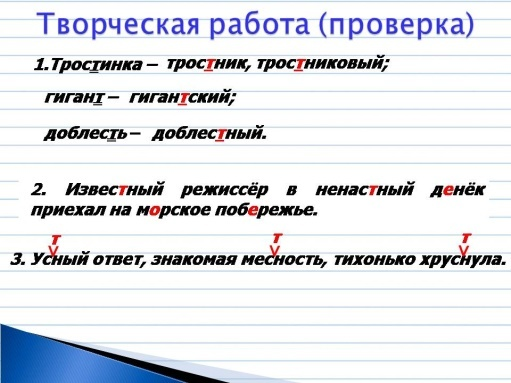 Творческая работа (проверка)
1.Тростинка – тростник, тростниковый;
гигант – гигантский;
доблесть – доблестный.
2. Известный режиссёр в ненастный денёк
приехал на морское побережье.
т т т
3. Усный ответ, знакомая месность, тихонько хруснула.